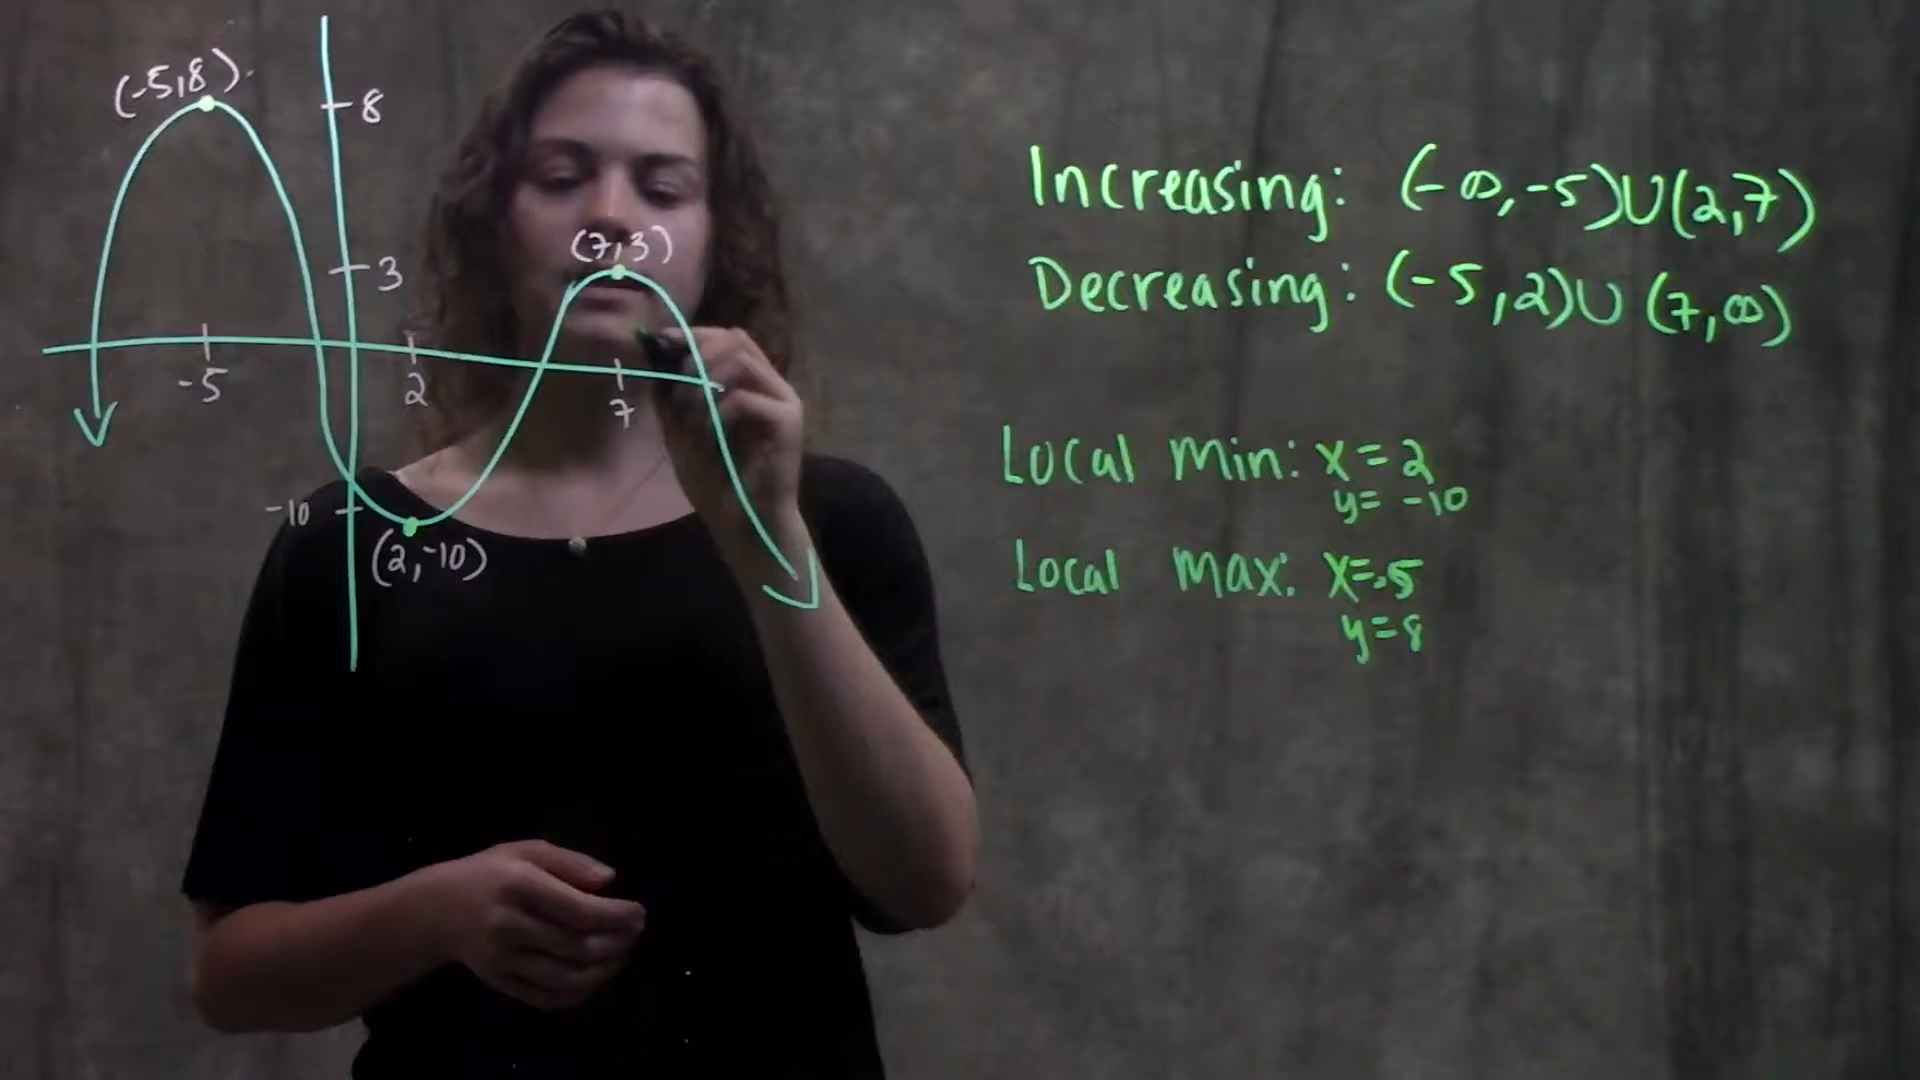 (-5,8)
8
(7,3)
3
-5
2
7
-10
(2,-10)
Increasing: (-∞,-5)∪(2,7)
Decreasing: (-5,2)∪(7,∞)
Local min: x=2
y=-10
Local max: x=-5
y=8